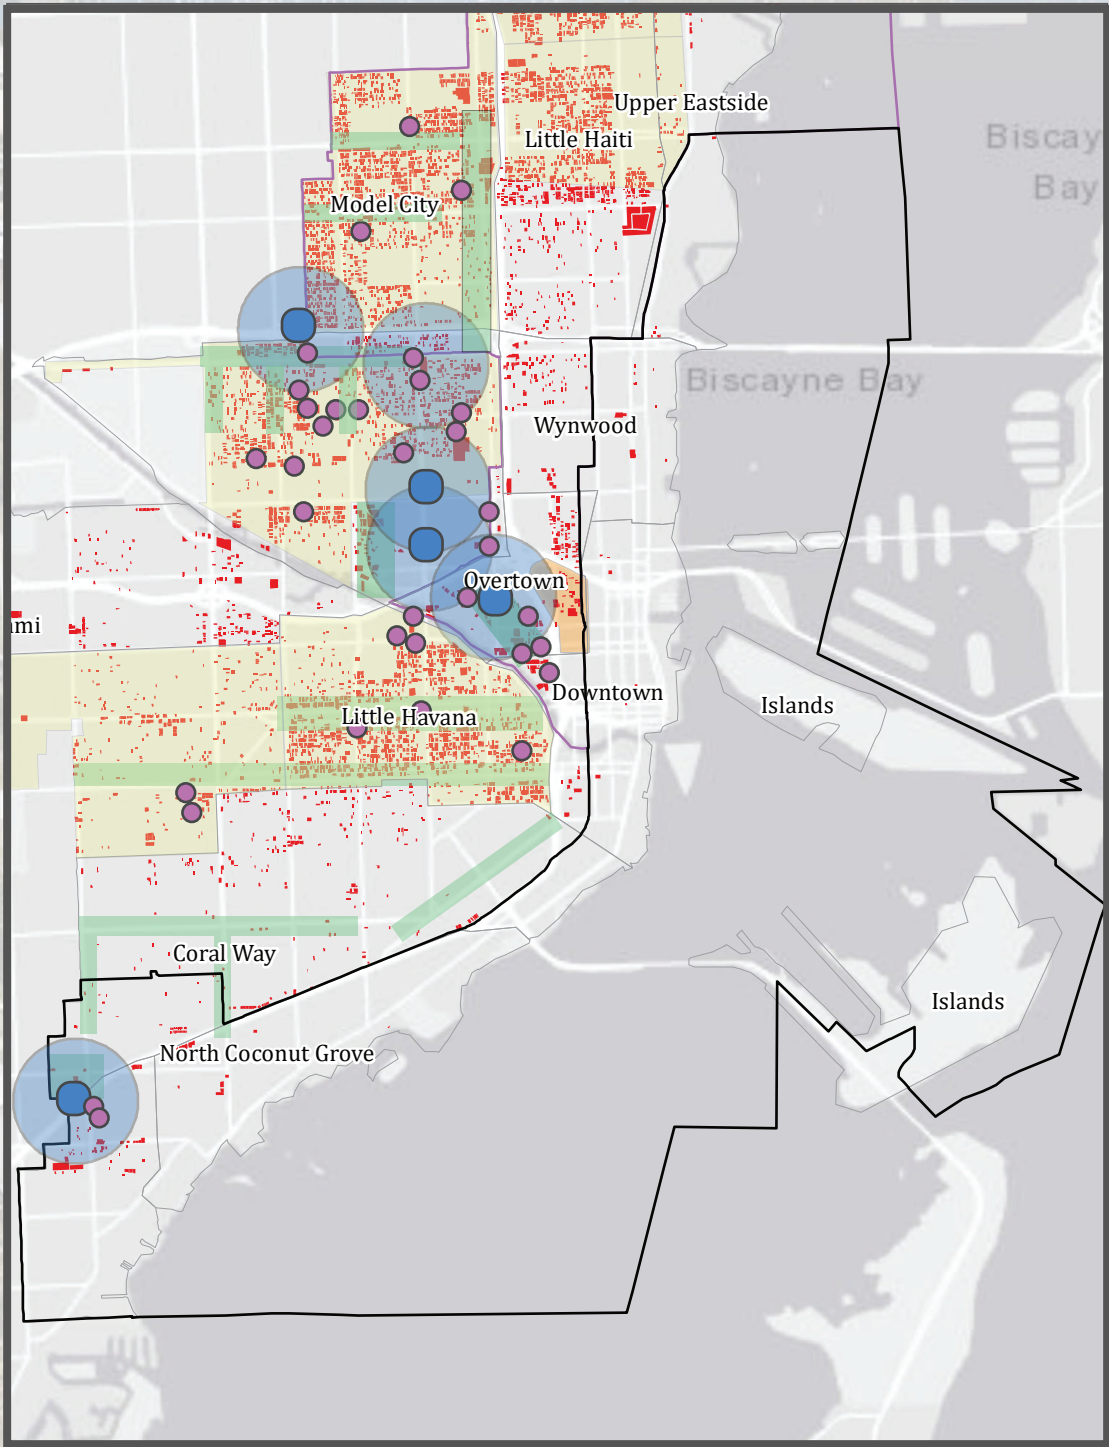 Upper Eastside
Little Haiti
Biscay
Bay
Model City
Biscayne Bay
Wynwood
Overtown
mi
Downtown
Islands
Little Havana
Coral Way
Islands
North Coconut Grove